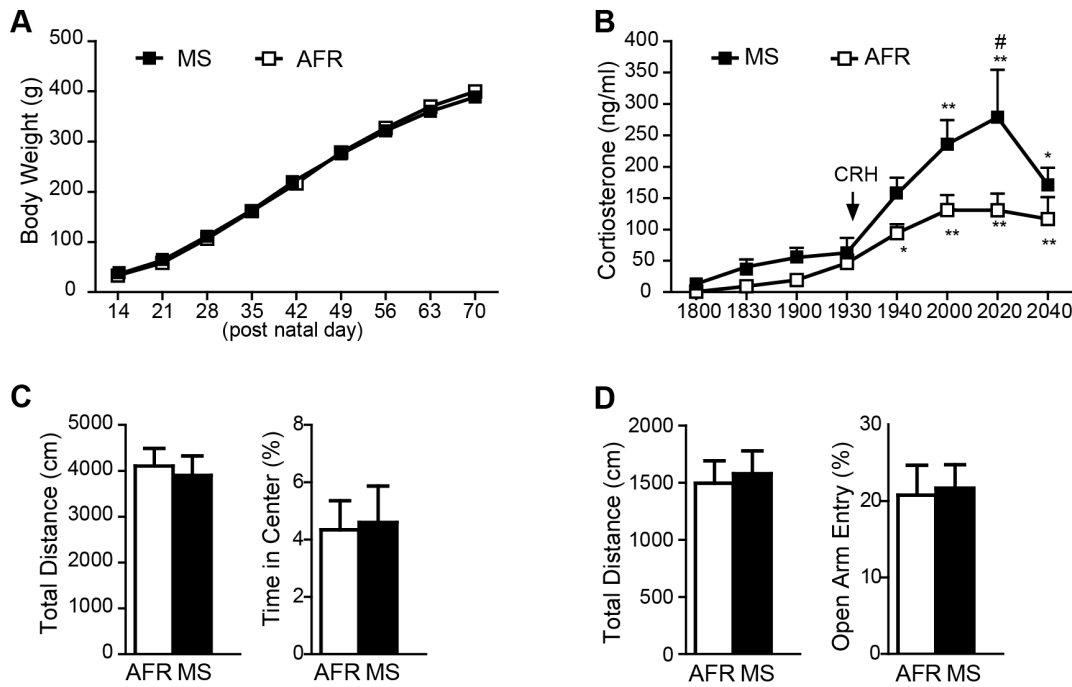 A
500
400
300
200
100
0
Body Weight (g)
MS AFR
14 21 28 35 42 49 56 63 70
(post natal day)
B
400
350
300
250
200
150
100
50
0
Cortiosterone (ng/ml)
MS AFR
CRH
#
**
**
*
*
**
**
**
1800 1830 1900 1930 1940 2000 2020 2040
C
5000
4000
3000
2000
1000
0
Total Distance (cm)
AFR MS
8
6
4
2
0
Time in Center (%)
AFR MS
D
2000
1500
1000
500
0
Total Distance (cm)
AFR MS
30
20
10
0
Open Arm Entry (%)
AFR MS